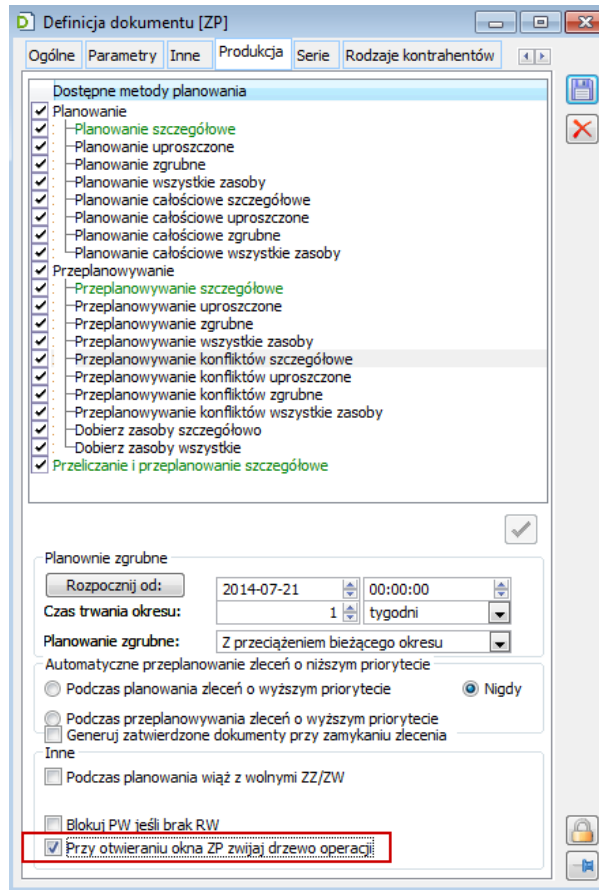 Definicja dokumentu [ZP]
Ogólne Parametry Inne Produkcja Serie Rodzaje kontrahentów
Dostępne metody planowania
Planowanie
Planowanie szczegółowe
Planowanie uproszczone
Planowanie zgrubne
Planowanie wszystkie zasoby
Planowanie całościowe szczegółowe
Planowanie całościowe uproszczone
Planowanie całościowe zgrubne
Planowanie całościowe wszystkie zasoby
Przeplanowywanie
Przeplanowywanie szczegółowe
Przeplanowywanie uproszczone
Przeplanowywanie zgrubne
Przeplanowywanie wszystkie zasoby
Przeplanowywanie konfliktów szczegółowe
Przeplanowywanie konfliktów uproszczone
Przeplanowywanie konfliktów zgrubne
Przeplanowywanie konfliktów wszystkie zasoby
Dobierz zasoby szczegółowo
Dobierz zasoby wszystkie
Przeliczanie i przeplanowanie szczegółowe
Planownie zgrubne
Rozpocznij od: 2014-07-21 00:00:00
Czas trwania okresu: 1 tygodni
Planowanie zgrubne: Z przeciążeniem bieżącego okresu
Automatyczne przeplanowanie zleceń o niższym priorytecie
Podczas planowania zleceń o wyższym priorytecie Nigdy
Podczas przeplanowywania zleceń o wyższym priorytecie
Generuj zatwierdzone dokumenty przy zamykaniu zlecenia
Inne
Podczas planowania wiąż z wolnymi ZZ/ZW
Blokuj PW jeśli brak RW
Przy otwieraniu okna ZP zwijaj drzewo operacji